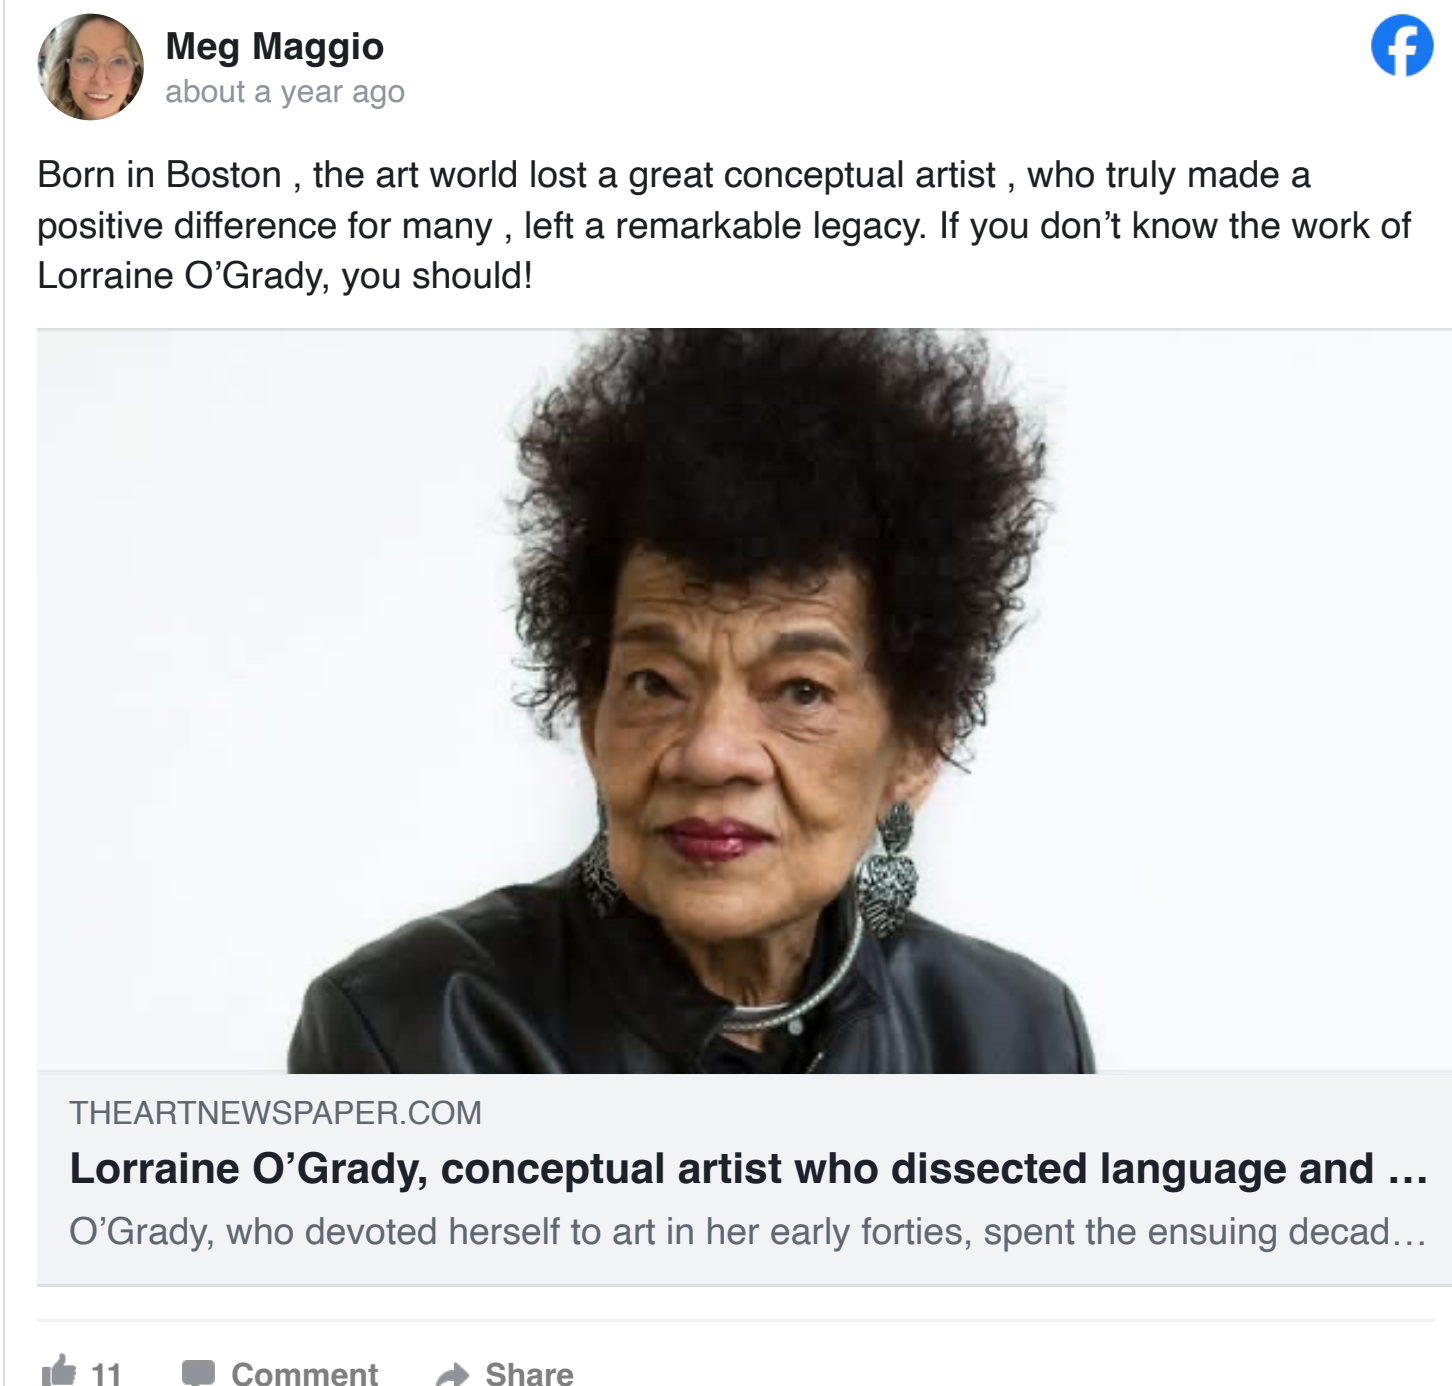 Meg Maggio
about a year ago
Born in Boston , the art world lost a great conceptual artist , who truly made a
positive difference for many , left a remarkable legacy. If you don’t know the work of
Lorraine O’Grady, you should!
THEARTNEWSPAPER.COM
Lorraine O’Grady, conceptual artist who dissected language and …
O’Grady, who devoted herself to art in her early forties, spent the ensuing decad…
11 Comment Share